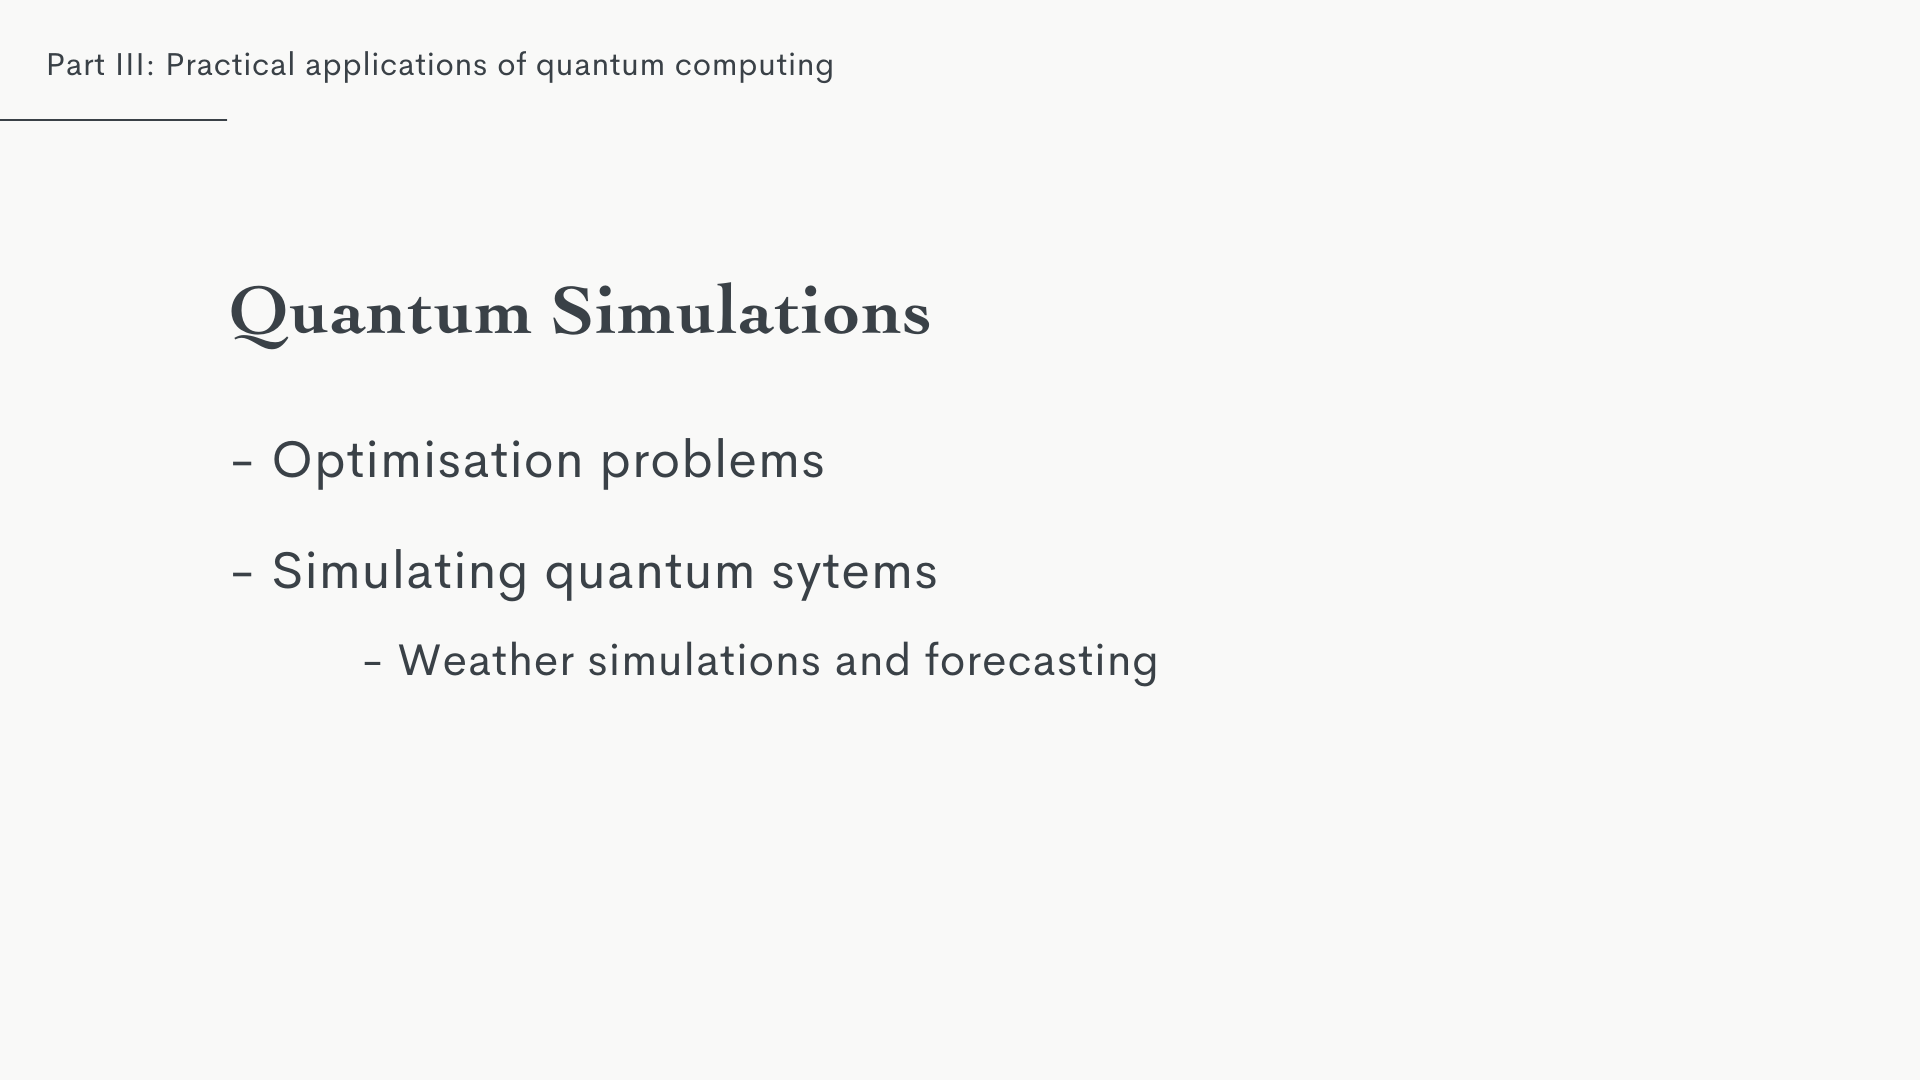 Part III: Practical applications of quantum computing
Quantum Simulations
- Optimisation problems
- Simulating quantum sytems
- Weather simulations and forecasting